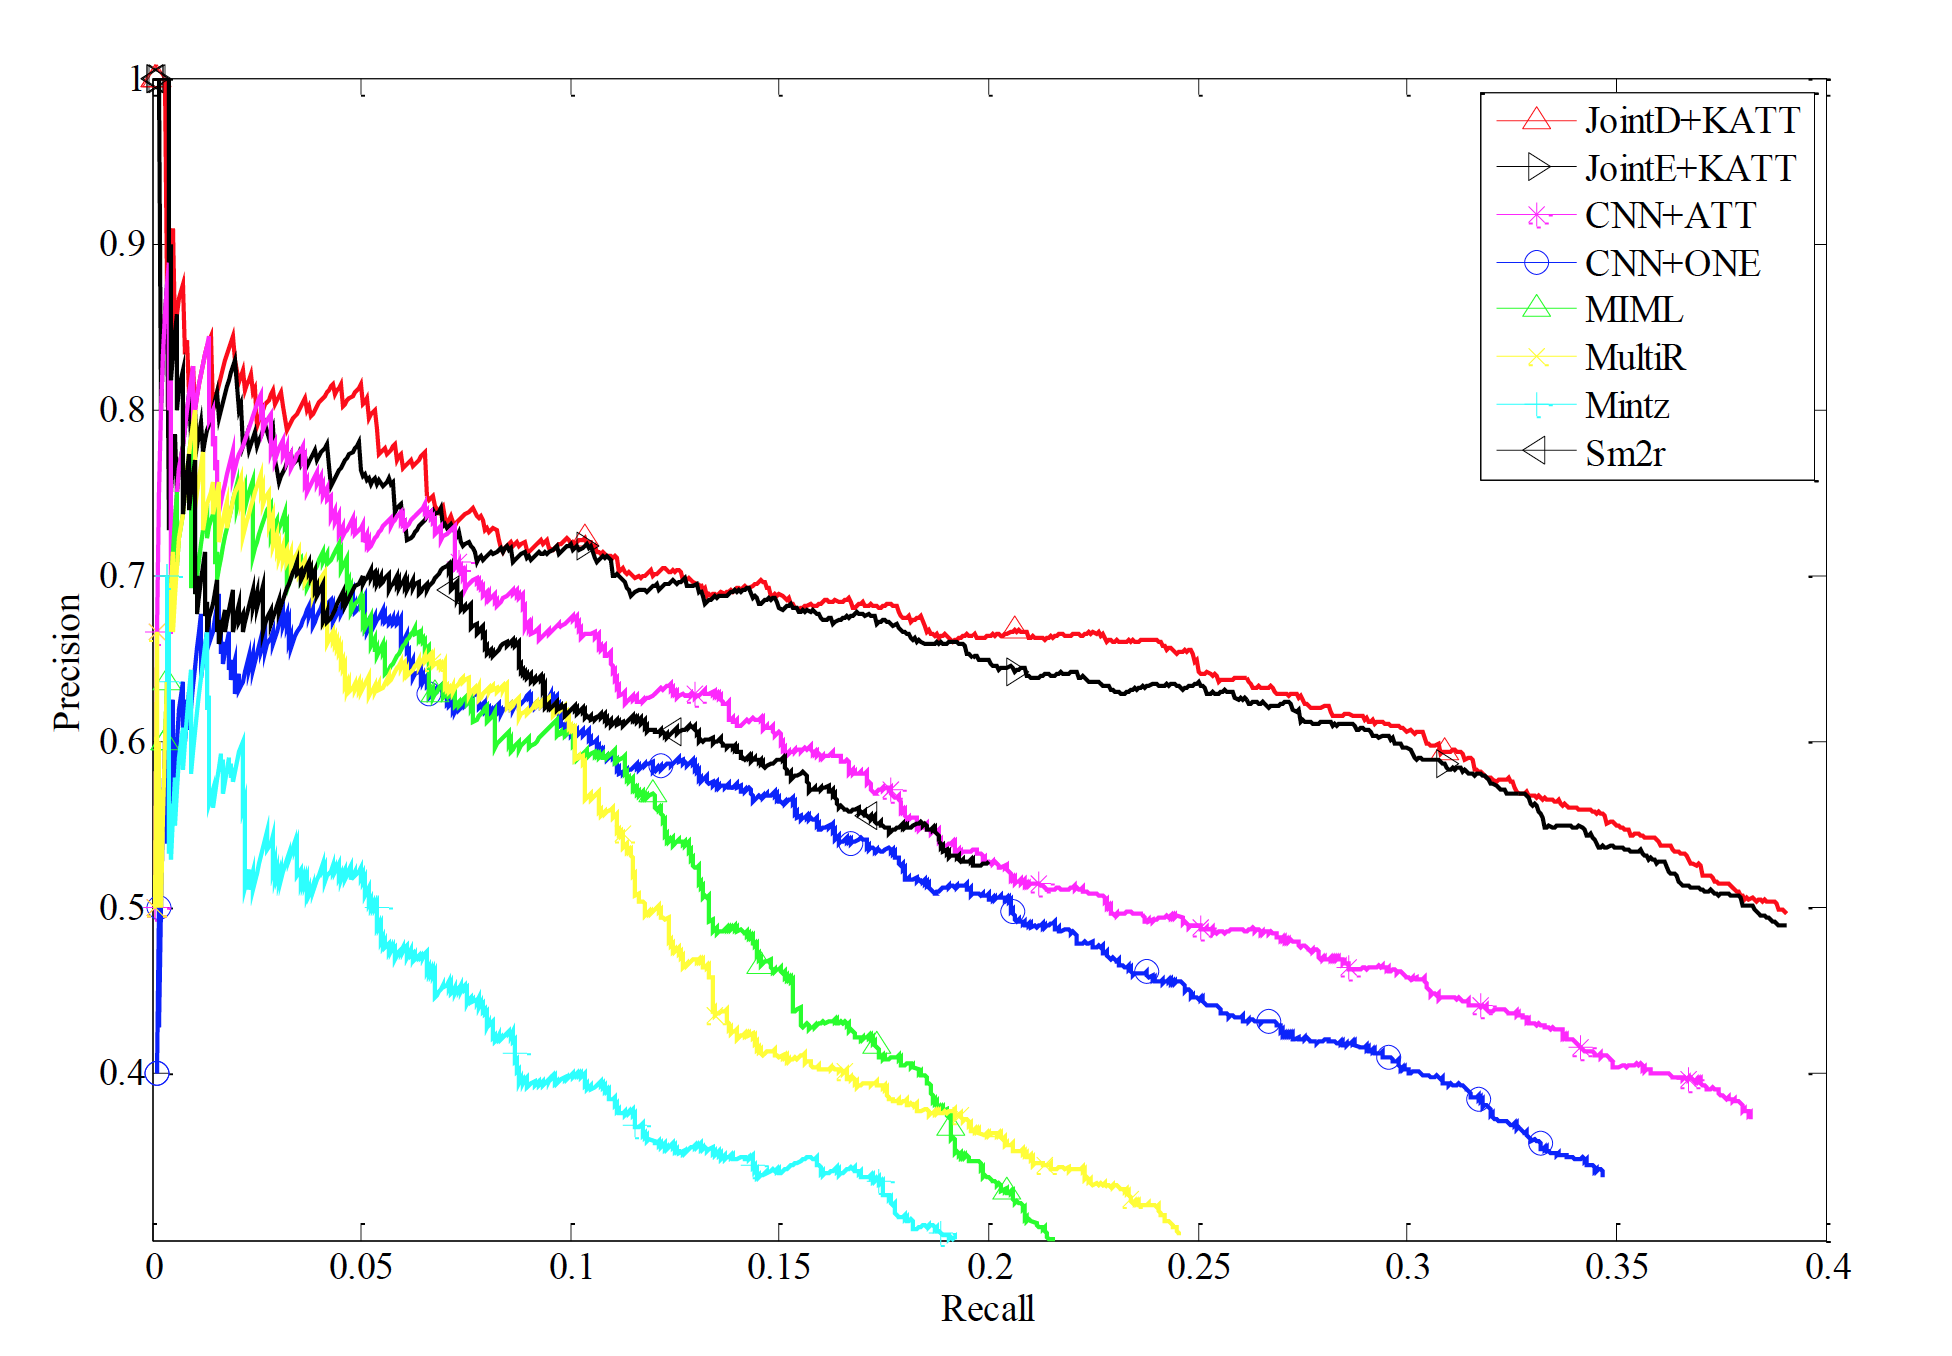 1
0.9
0.8
0.7
0.6
0.5
0.4
Precision
JointD+KATT
JointE+KATT
CNN+ATT
CNN+ONE
MIML
MultiR
Mintz
Sm2r
0 0.05 0.1 0.15 0.2 0.25 0.3 0.35 0.4
Recall